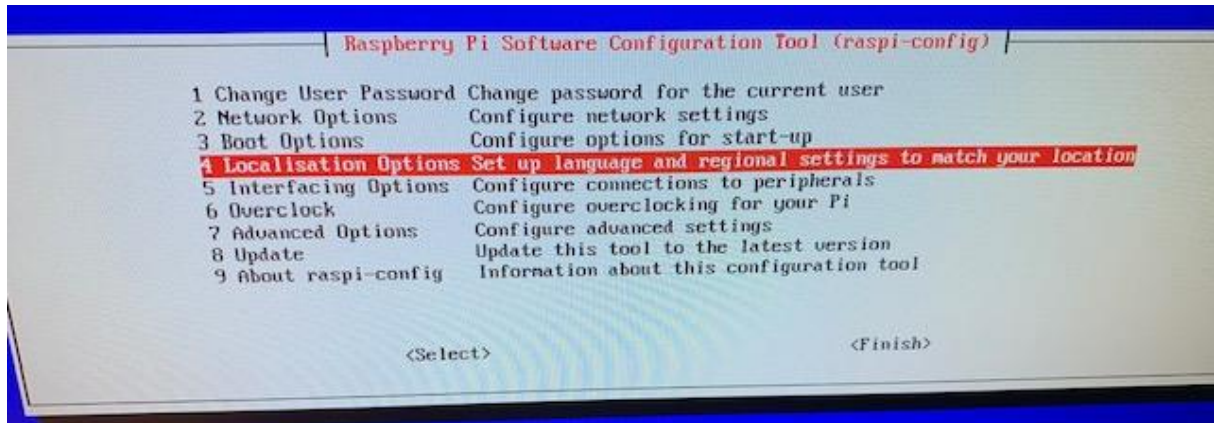 Raspberry Pi Software Configuration Tool (raspi-config)
1 Change User Password Change password for the current user
2 Network Options Configure network settings
3 Boot Options Configure options for start-up
4 Localisation Options Set up language and regional settings to match your location
5 Interfacing Options Configure connections to peripherals
6 Overclock Configure overclocking for your Pi
7 Advanced Options Configure advanced settings
8 Update Update this tool to the latest version
9 About raspi-config Information about this configuration tool
<Select> <Finish>